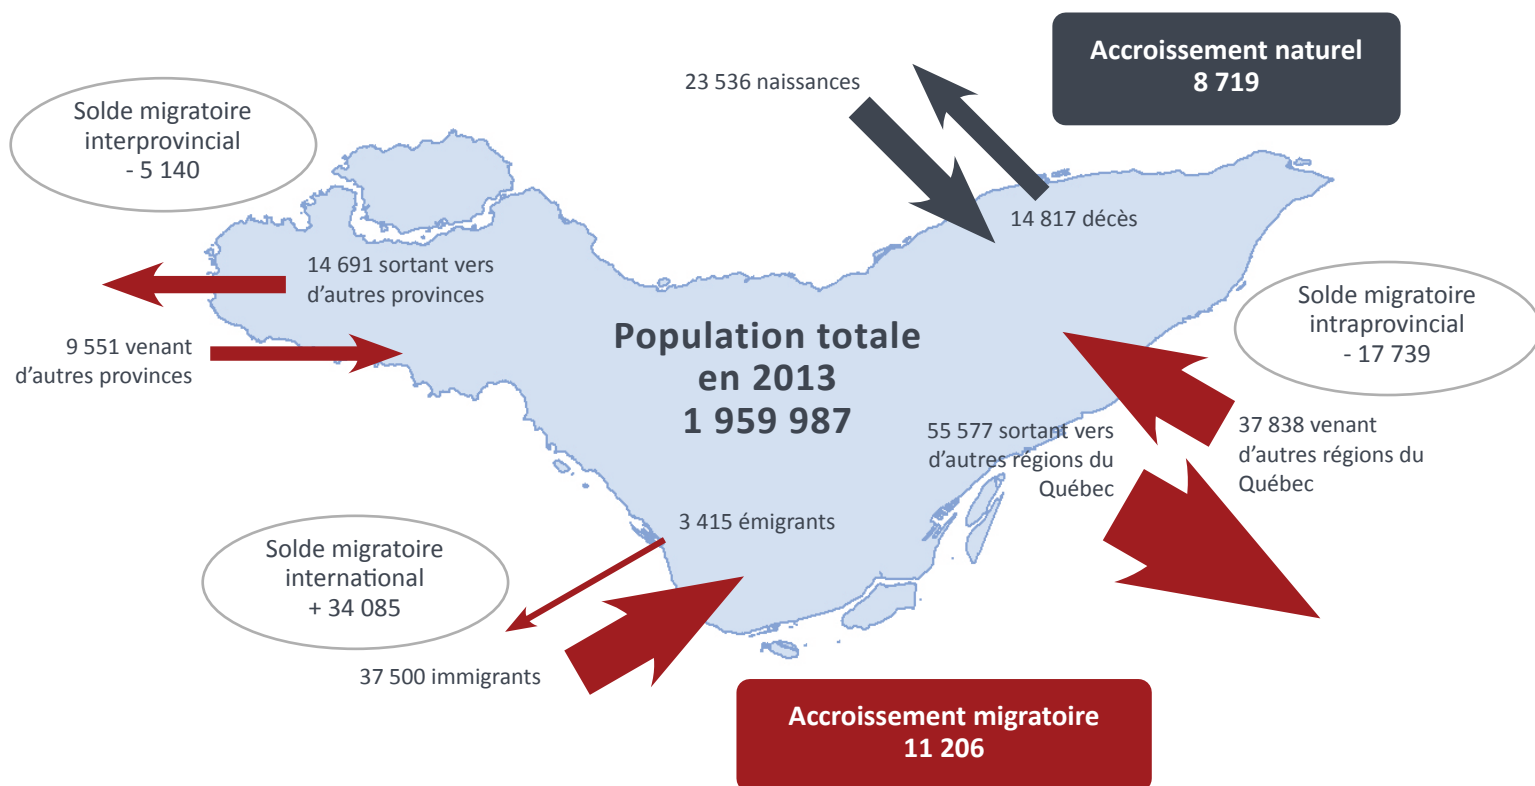 Accroissement naturel
8 719
23 536 naissances
14 817 décès
Solde migratoire
interprovincial
- 5 140
14 691 sortant vers
d'autres provinces
9 551 venant
d'autres provinces
Population totale
en 2013
1 959 987
Solde migratoire
intraprovincial
- 17 739
55 577 sortant vers
d'autres régions du
Québec
37 838 venant
d'autres régions du
Québec
3 415 émigrants
Solde migratoire
international
+ 34 085
37 500 immigrants
Accroissement migratoire
11 206